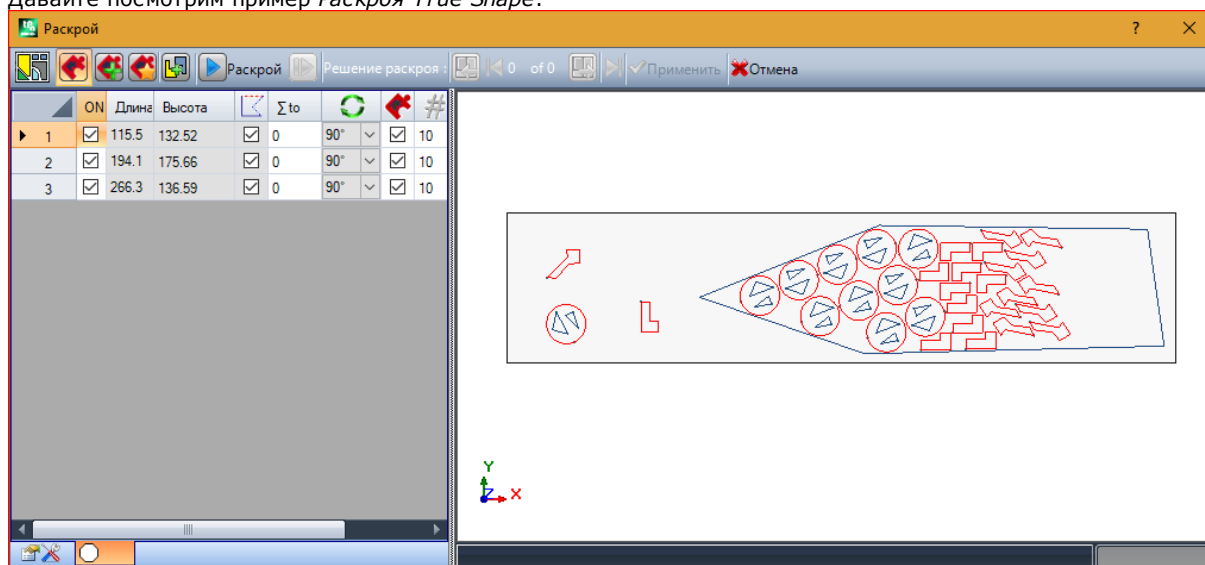 Давайте посмотрим пример Раскроя True Shape:
Раскрой ? ×
Раскрой Решение раскроя : 0 of 0 Применить Отмена
ON Длина Высота Σ to #
1 115.5 132.52 0 90° 10
2 194.1 175.66 0 90° 10
3 266.3 136.59 0 90° 10
Y
Z X